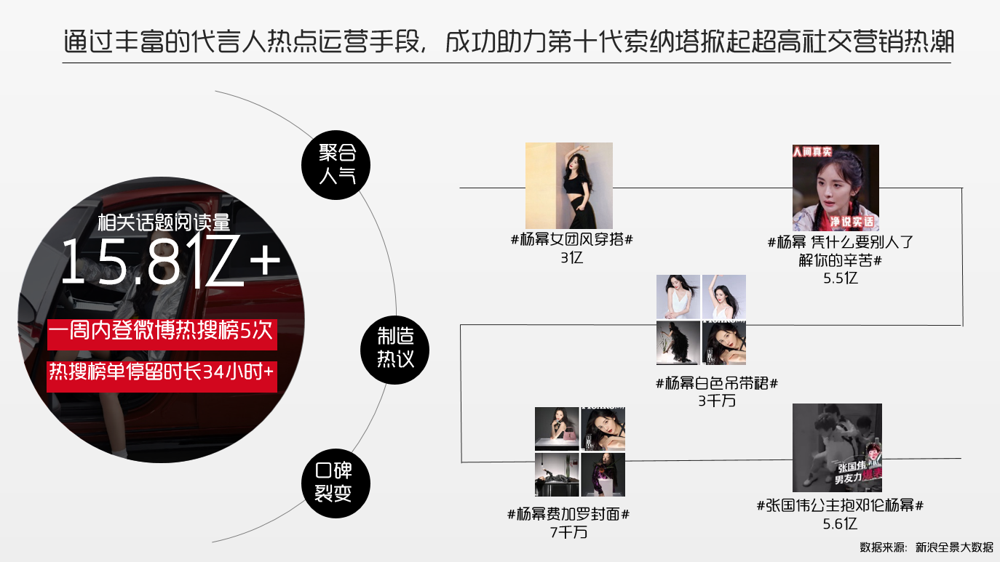 通过丰富的代言人热点运营手段，成功助力第十代索纳塔掀起超高社交营销热潮
聚合
人气
相关话题阅读量
15.81亿+
一周内登微博热搜榜5次
热搜榜单停留时长34小时+
制造
热议
口碑
裂变
#杨幂女团风穿搭#
3亿
人间真实
净说实话
#杨幂 凭什么要别人了
解你的辛苦#
5.5亿
#杨幂白色吊带裙#
3千万
#杨幂费加罗封面#
7千万
张国伟
男友力爆表
#张国伟公主抱邓伦杨幂#
5.6亿
数据来源：新浪全景大数据